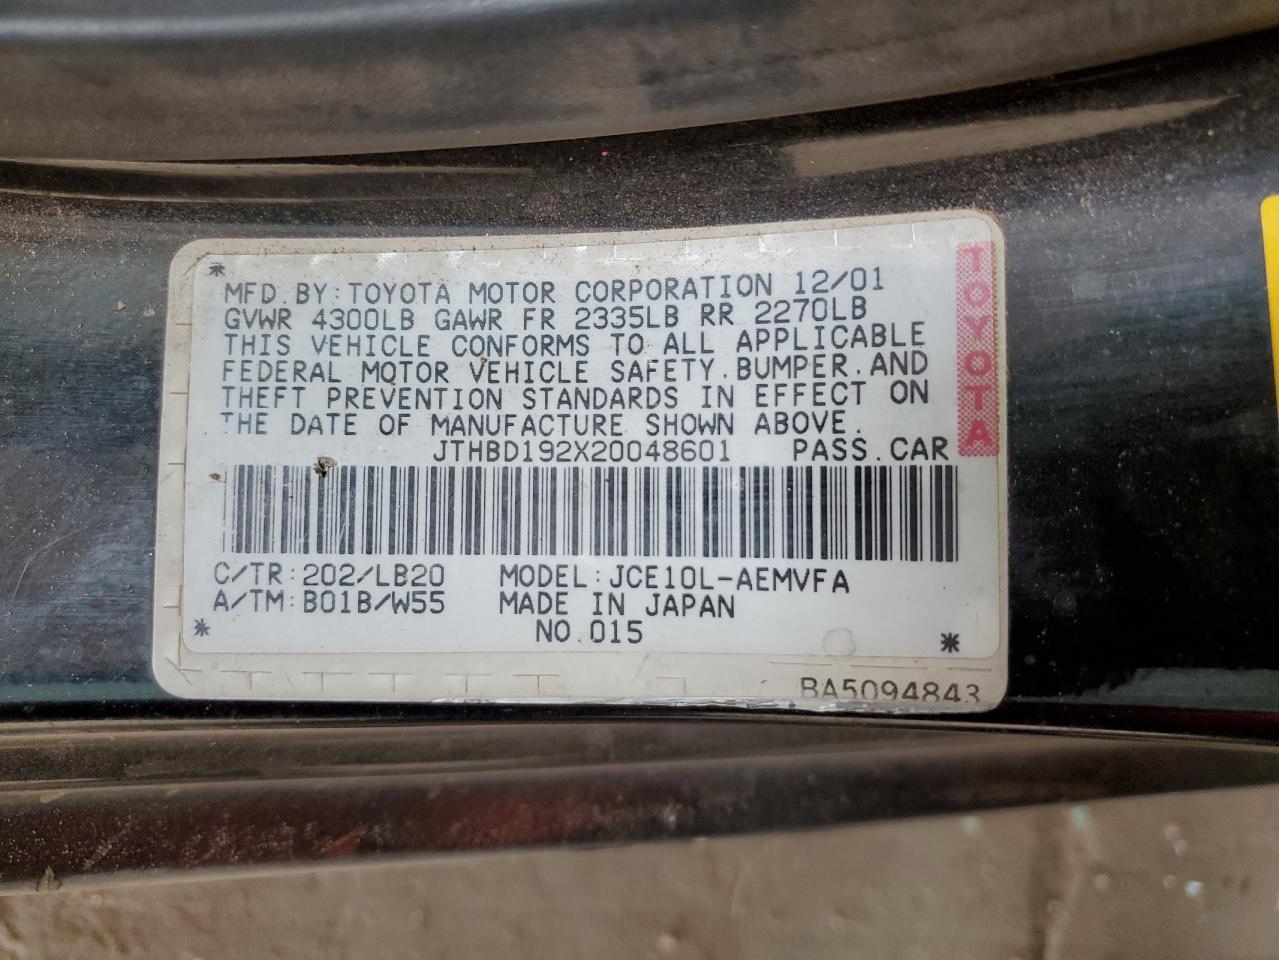 MFD. BY: TOYOTA MOTOR CORPORATION 12/01
GVWR 4300LB GAWR FR 2335LB RR 2270LB
THIS VEHICLE CONFORMS TO ALL APPLICABLE
FEDERAL MOTOR VEHICLE SAFETY. BUMPER. AND
THEFT PREVENTION STANDARDS IN EFFECT ON
THE DATE OF MANUFACTURE SHOWN ABOVE.
JTHBD192X20048601 PASS. CAR
TOYOTA
C/TR: 202/LB20 MODEL: JCE10L-AEMVFA
A/TM: B01B/W55 MADE IN JAPAN
NO. 015
BA5094843